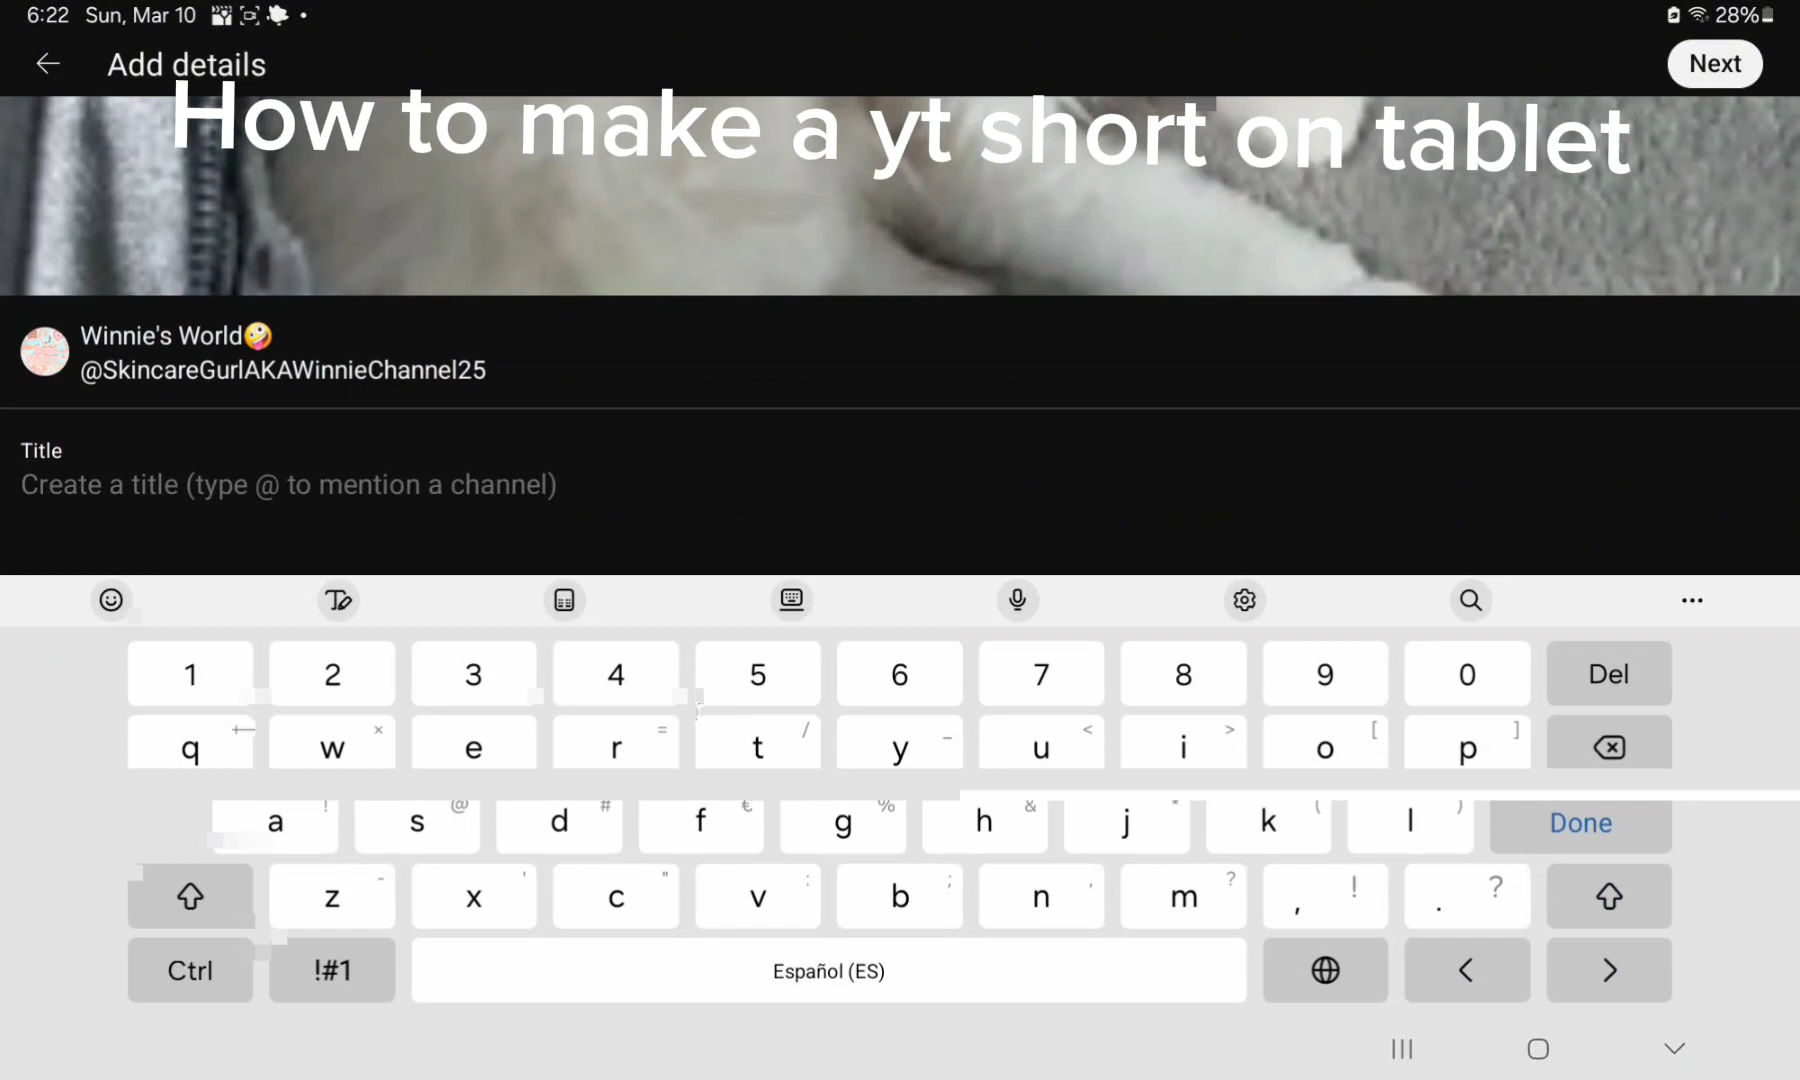 6:22 Sun, Mar 10 28%
Add details
Next
How to make a yt short on tablet
Winnie's World🤪
@SkincareGurlAKAWinnieChannel25
Title
Create a title (type @ to mention a channel)
1 2 3 4 5 6 7 8 9 0 Del
q w × e r = t / y _ u < i > o [ p ]
a ! s @ d # f € g % h & j * k ( l ) Done
z - x ' c " v : b ; n , m ? , ! . ?
Ctrl !#1 Español (ES) < >